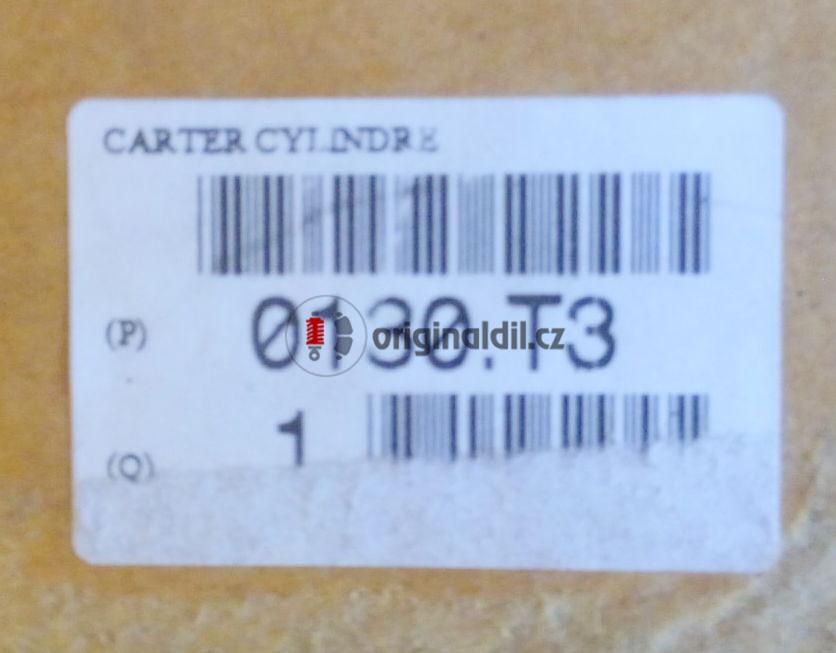 CARTER CYLINDRE
(P) 0130.T3
originaldil.cz
(Q) 1